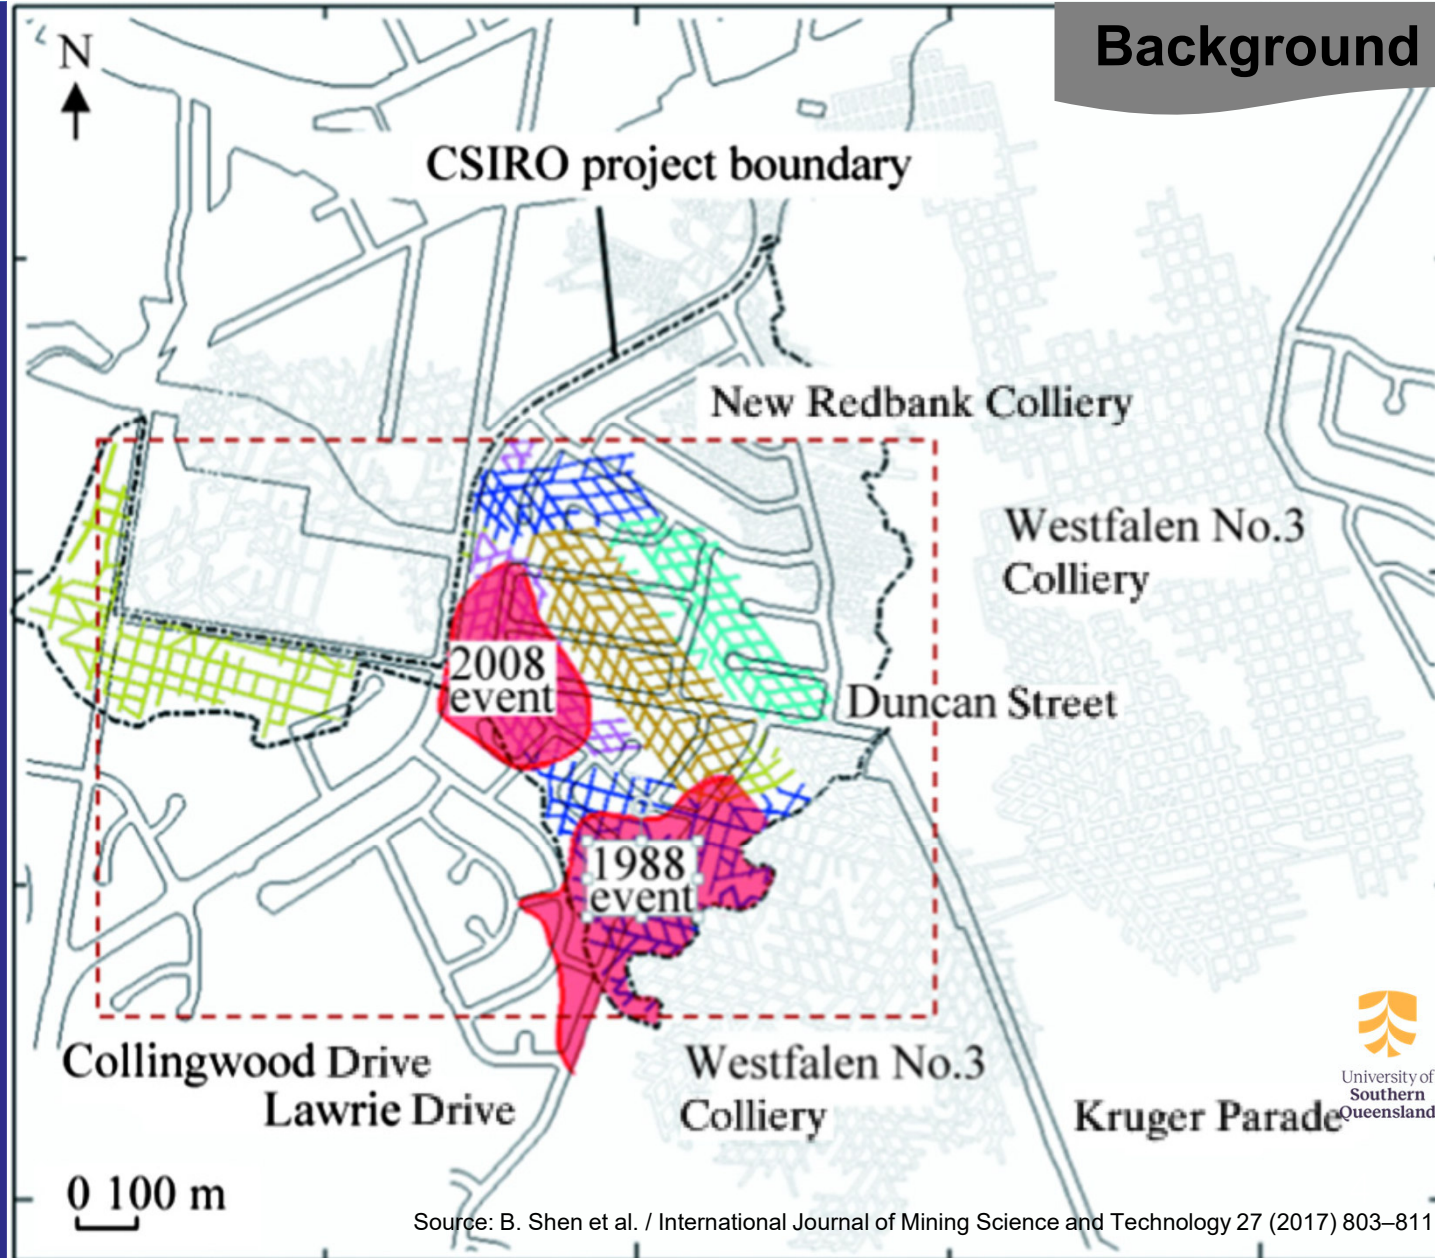 Background
N
CSIRO project boundary
New Redbank Colliery
Westfalen No.3
Colliery
2008
event
Duncan Street
1988
event
Collingwood Drive
Lawrie Drive
Westfalen No.3
Colliery
Kruger Parade
University of
Southern
Queensland
0 100 m
Source: B. Shen et al. / International Journal of Mining Science and Technology 27 (2017) 803–811